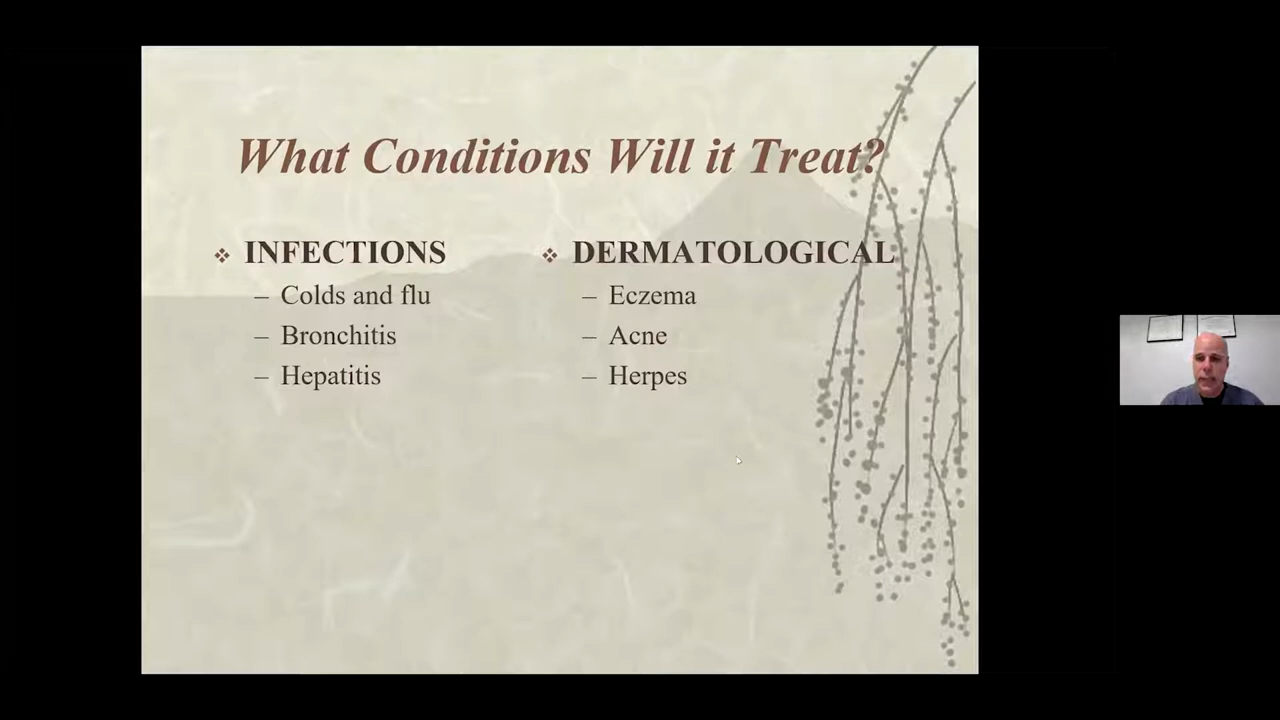 What Conditions Will it Treat?
❖ INFECTIONS
– Colds and flu
– Bronchitis
– Hepatitis
❖ DERMATOLOGICAL
– Eczema
– Acne
– Herpes